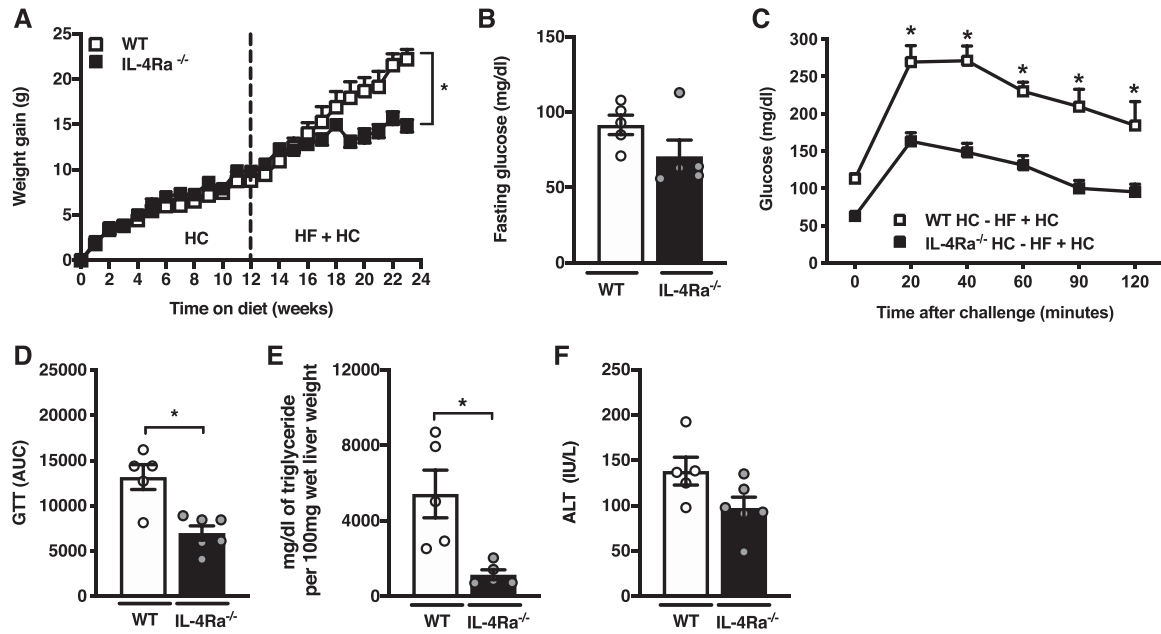 A
Weight gain (g)
25
20
15
10
5
0
WT
IL-4Ra -/-
*
HC
HF + HC
0 2 4 6 8 10 12 14 16 18 20 22 24
Time on diet (weeks)
B
Fasting glucose (mg/dl)
150
100
50
0
WT IL-4Ra-/-
C
Glucose (mg/dl)
300
250
200
150
100
50
0
* * * * *
WT HC - HF + HC
IL-4Ra-/- HC - HF + HC
0 20 40 60 90 120
Time after challenge (minutes)
D
GTT (AUC)
25000
20000
15000
10000
5000
0
*
WT IL-4Ra-/-
E
mg/dl of triglyceride
per 100mg wet liver weight
12000
8000
4000
0
*
WT IL-4Ra-/-
F
ALT (IU/L)
250
200
150
100
50
0
WT IL-4Ra-/-